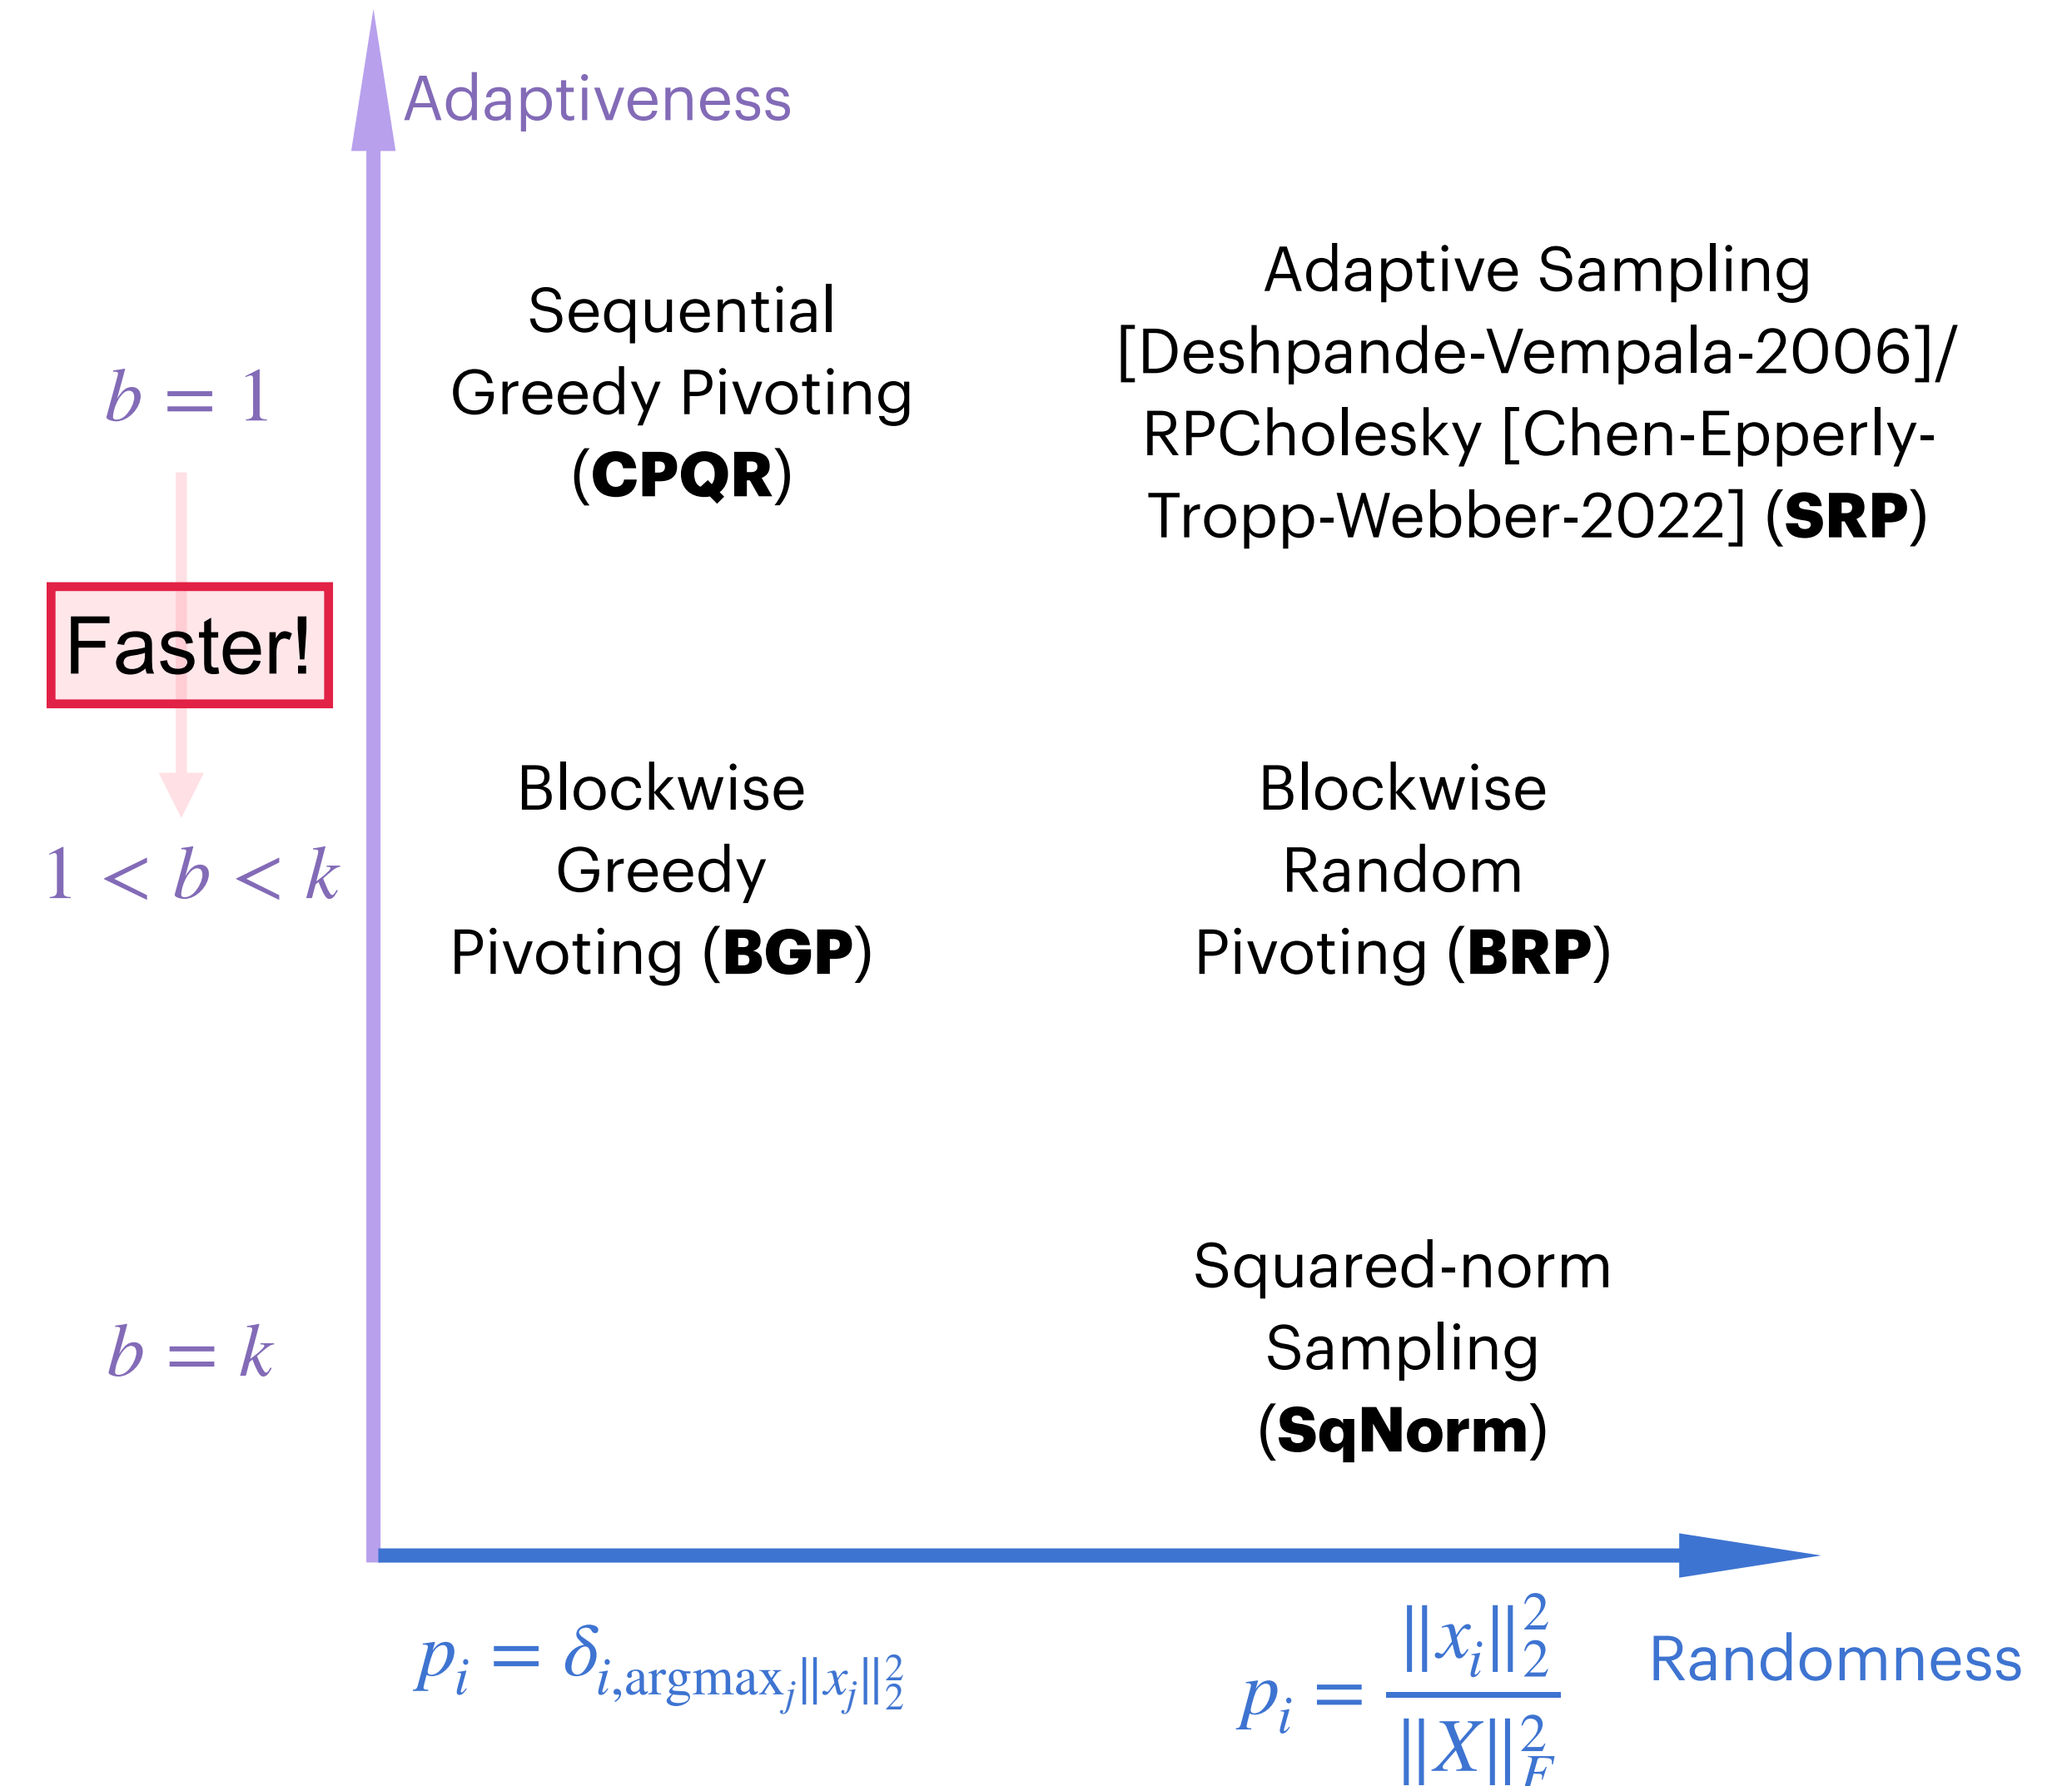 Adaptiveness
b = 1
Sequential
Greedy Pivoting
(CPQR)
Adaptive Sampling
[Deshpande-Vempala-2006]/
RPCholesky [Chen-Epperly-
Tropp-Webber-2022] (SRP)
Faster!
1 < b < k
Blockwise
Greedy
Pivoting (BGP)
Blockwise
Random
Pivoting (BRP)
b = k
Squared-norm
Sampling
(SqNorm)
p_i = δ_{i,argmax_j‖x_j‖_2^2}
p_i = ‖x_i‖_2^2 / ‖X‖_F^2
Randomness